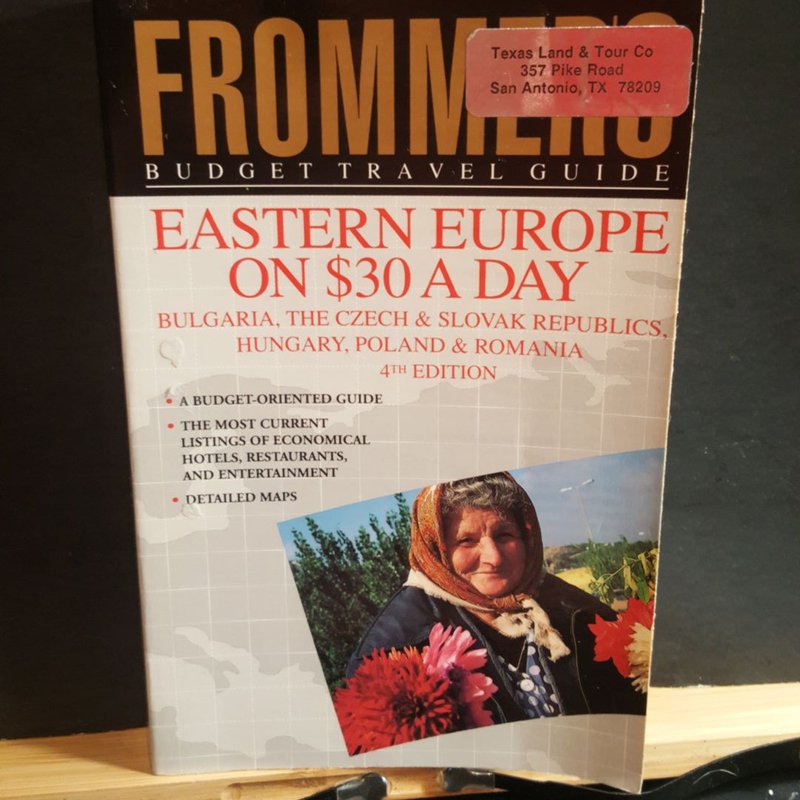 FROMMER'S
Texas Land & Tour Co
357 Pike Road
San Antonio, TX 78209
BUDGET TRAVEL GUIDE
EASTERN EUROPE
ON $30 A DAY
BULGARIA, THE CZECH & SLOVAK REPUBLICS,
HUNGARY, POLAND & ROMANIA
4TH EDITION
• A BUDGET-ORIENTED GUIDE
• THE MOST CURRENT
LISTINGS OF ECONOMICAL
HOTELS, RESTAURANTS,
AND ENTERTAINMENT
• DETAILED MAPS